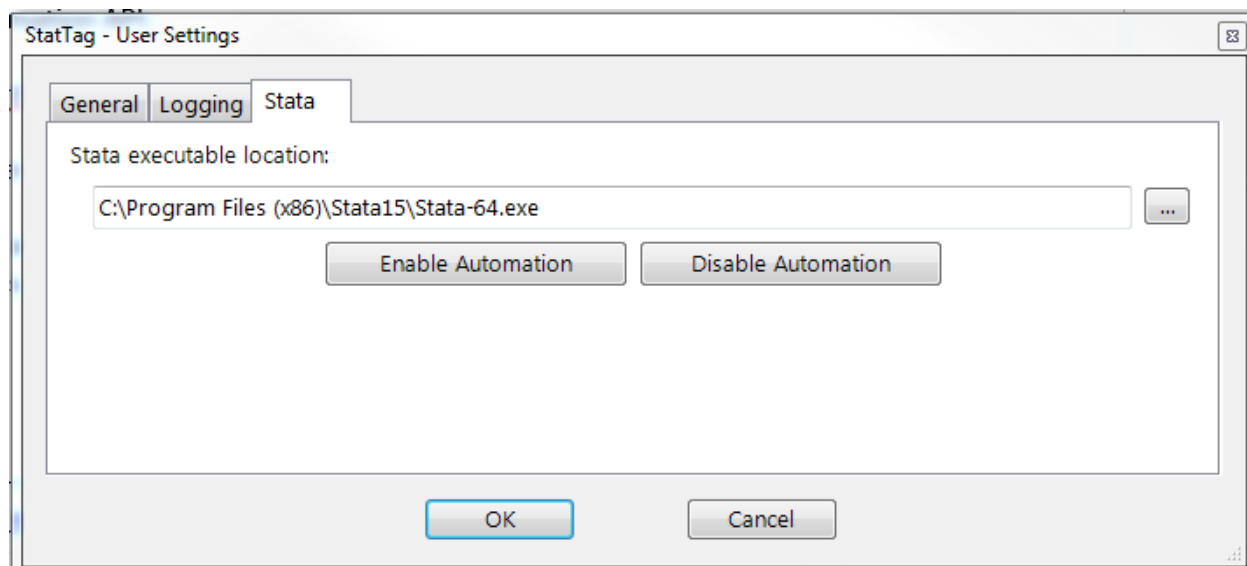 StatTag - User Settings
General Logging Stata
Stata executable location:
C:\Program Files (x86)\Stata15\Stata-64.exe ...
Enable Automation Disable Automation
OK Cancel